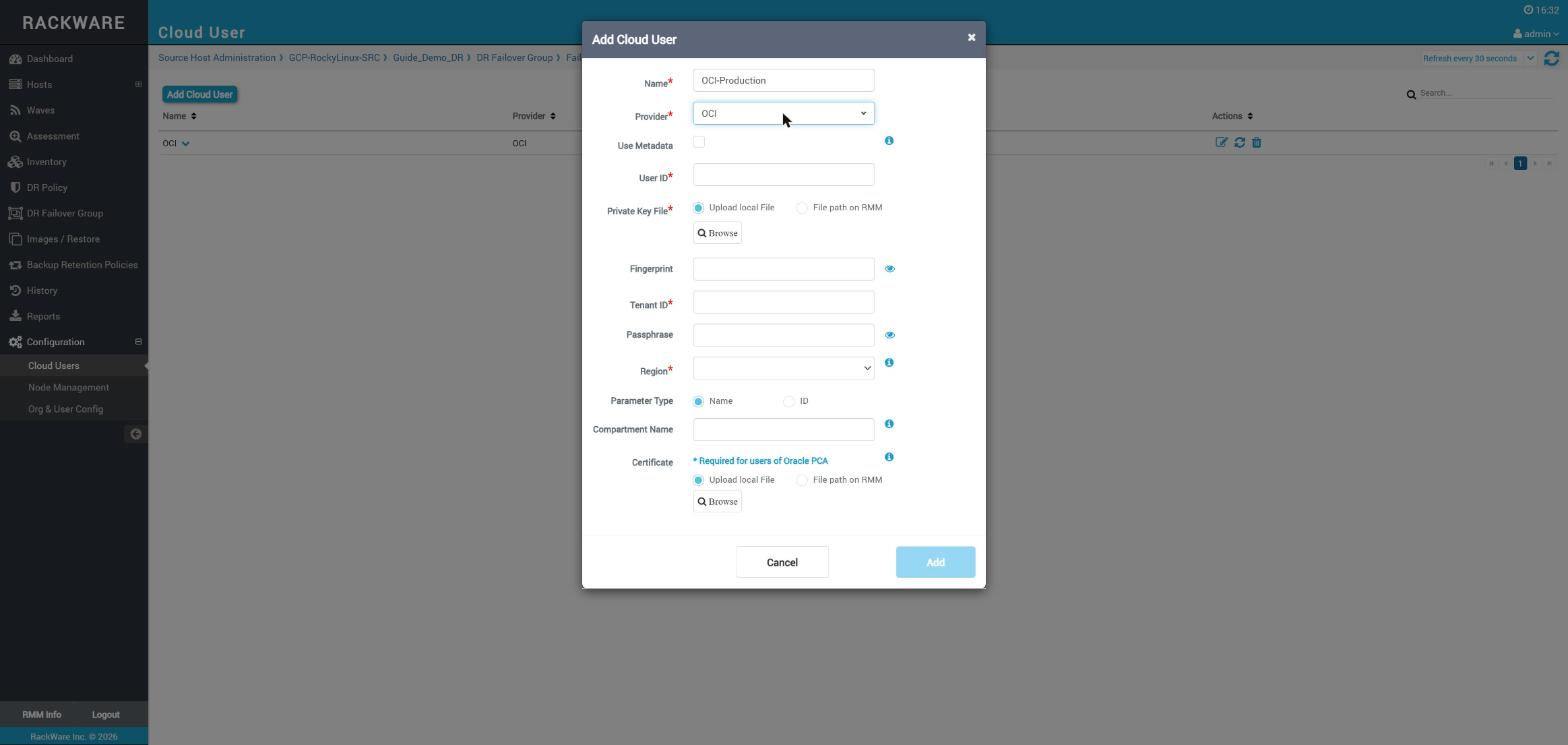 RACKWARE
Cloud User
16:32
admin
Dashboard
Hosts
Waves
Assessment
Inventory
DR Policy
DR Failover Group
Images / Restore
Backup Retention Policies
History
Reports
Configuration
Cloud Users
Node Management
Org & User Config
RMM Info Logout
RackWare Inc. © 2026
Source Host Administration GCP-RockyLinux-SRC Guide_Demo_DR DR Failover Group Fail
Refresh every 30 seconds
Add Cloud User
Search...
Name Provider Actions
OCI OCI
1
Add Cloud User
Name* OCI-Production
Provider* OCI
Use Metadata
User ID*
Private Key File* Upload local File File path on RMM
Browse
Fingerprint
Tenant ID*
Passphrase
Region*
Parameter Type Name ID
Compartment Name
Certificate * Required for users of Oracle PCA
Upload local File File path on RMM
Browse
Cancel Add